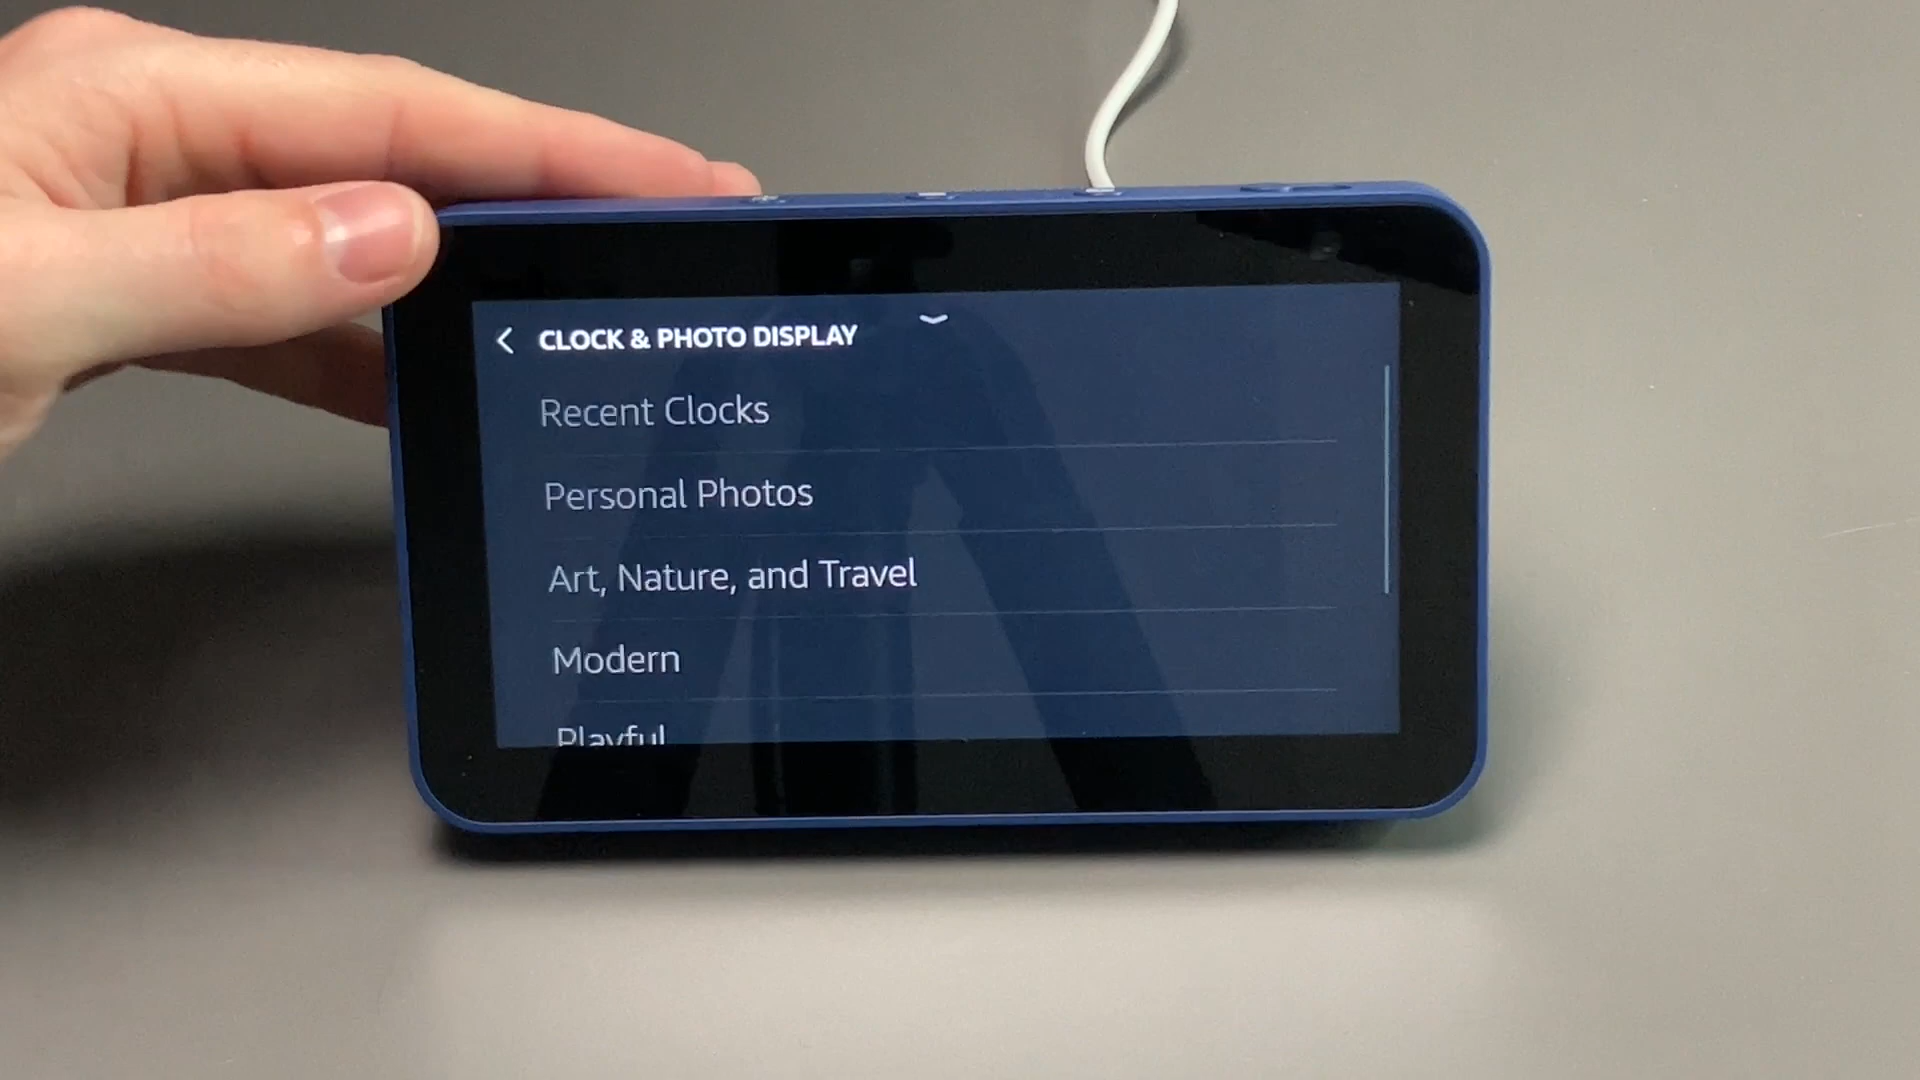 CLOCK & PHOTO DISPLAY
Recent Clocks
Personal Photos
Art, Nature, and Travel
Modern
Playful